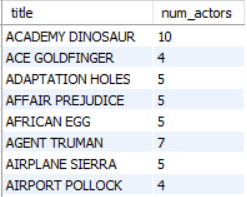 title num_actors
ACADEMY DINOSAUR 10
ACE GOLDFINGER 4
ADAPTATION HOLES 5
AFFAIR PREJUDICE 5
AFRICAN EGG 5
AGENT TRUMAN 7
AIRPLANE SIERRA 5
AIRPORT POLLOCK 4